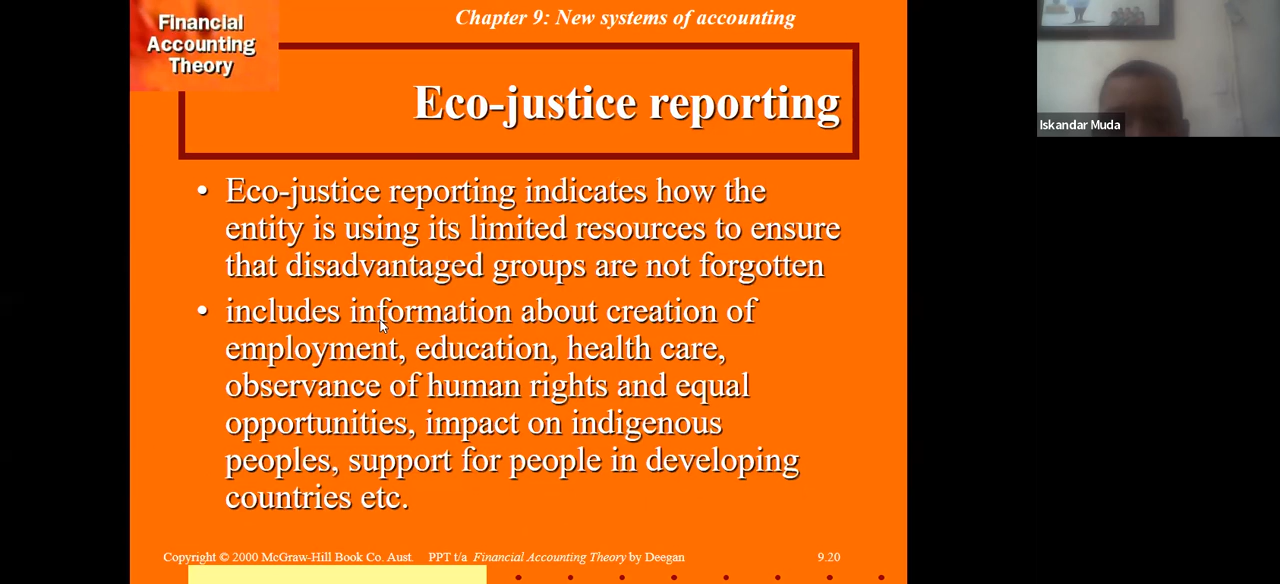 Financial
Accounting
Theory
Chapter 9: New systems of accounting
Eco-justice reporting
• Eco-justice reporting indicates how the
entity is using its limited resources to ensure
that disadvantaged groups are not forgotten
• includes information about creation of
employment, education, health care,
observance of human rights and equal
opportunities, impact on indigenous
peoples, support for people in developing
countries etc.
Copyright © 2000 McGraw-Hill Book Co. Aust. PPT t/a Financial Accounting Theory by Deegan 9.20
Iskandar Muda